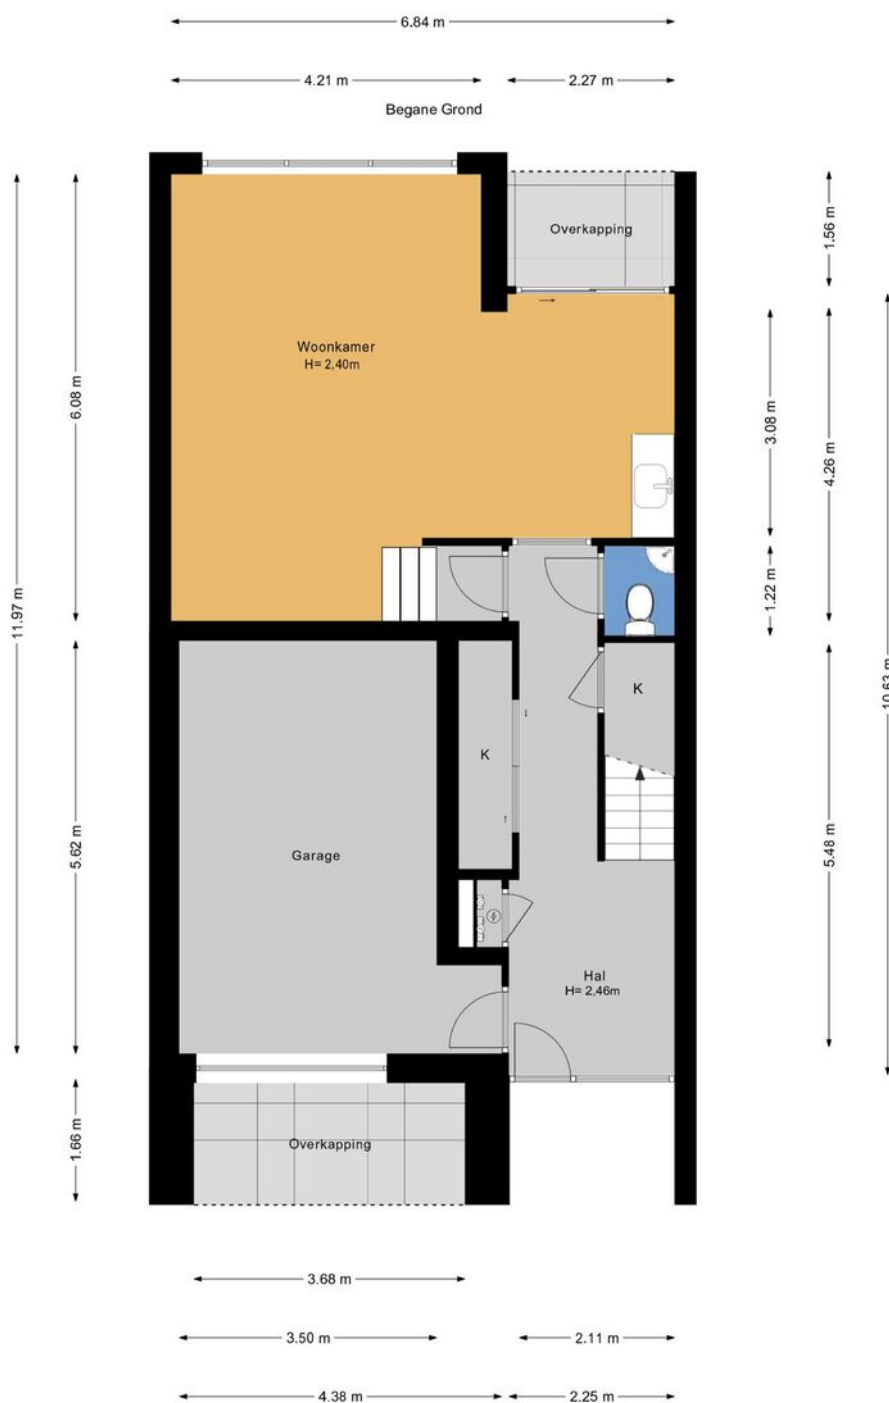 6.84 m
4.21 m
2.27 m
Begane Grond
Overkapping
1.56 m
Woonkamer
H= 2,40m
6.08 m
3.08 m
4.26 m
1.22 m
11.97 m
10.63 m
K
K
Garage
5.62 m
5.48 m
Hal
H= 2,46m
Overkapping
1.66 m
3.68 m
3.50 m
2.11 m
4.38 m
2.25 m